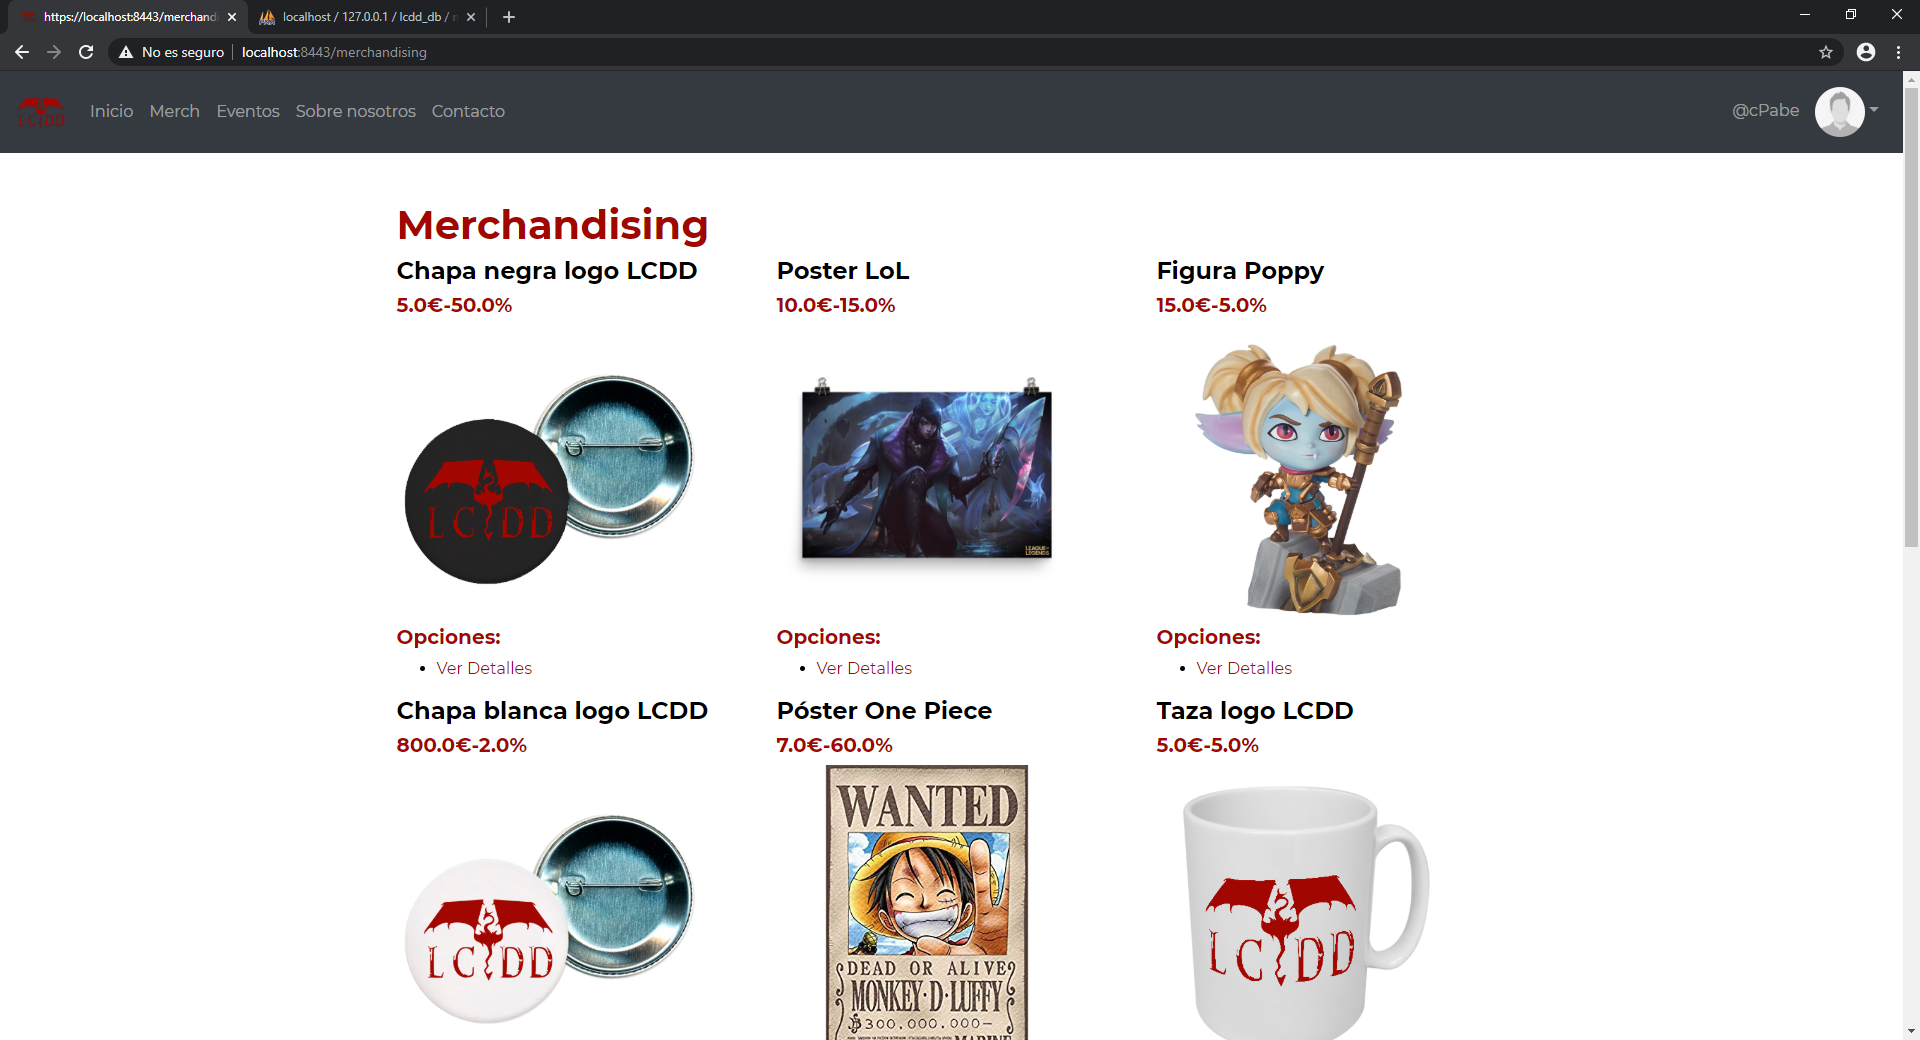 https://localhost:8443/merchandi
localhost / 127.0.0.1 / lcdd_db /
No es seguro
localhost:8443/merchandising
LCDD
Inicio
Merch
Eventos
Sobre nosotros
Contacto
@cPabe
Merchandising
Chapa negra logo LCDD
Poster LoL
Figura Poppy
5.0€-50.0%
10.0€-15.0%
15.0€-5.0%
LCDD
LEAGUE OF
LEGENDS
Opciones:
Opciones:
Opciones:
• Ver Detalles
• Ver Detalles
• Ver Detalles
Chapa blanca logo LCDD
Póster One Piece
Taza logo LCDD
800.0€-2.0%
7.0€-60.0%
5.0€-5.0%
LCDD
WANTED
DEAD OR ALIVE
MONKEY·D·LUFFY
฿300.000.000—
MARINE
LCDD